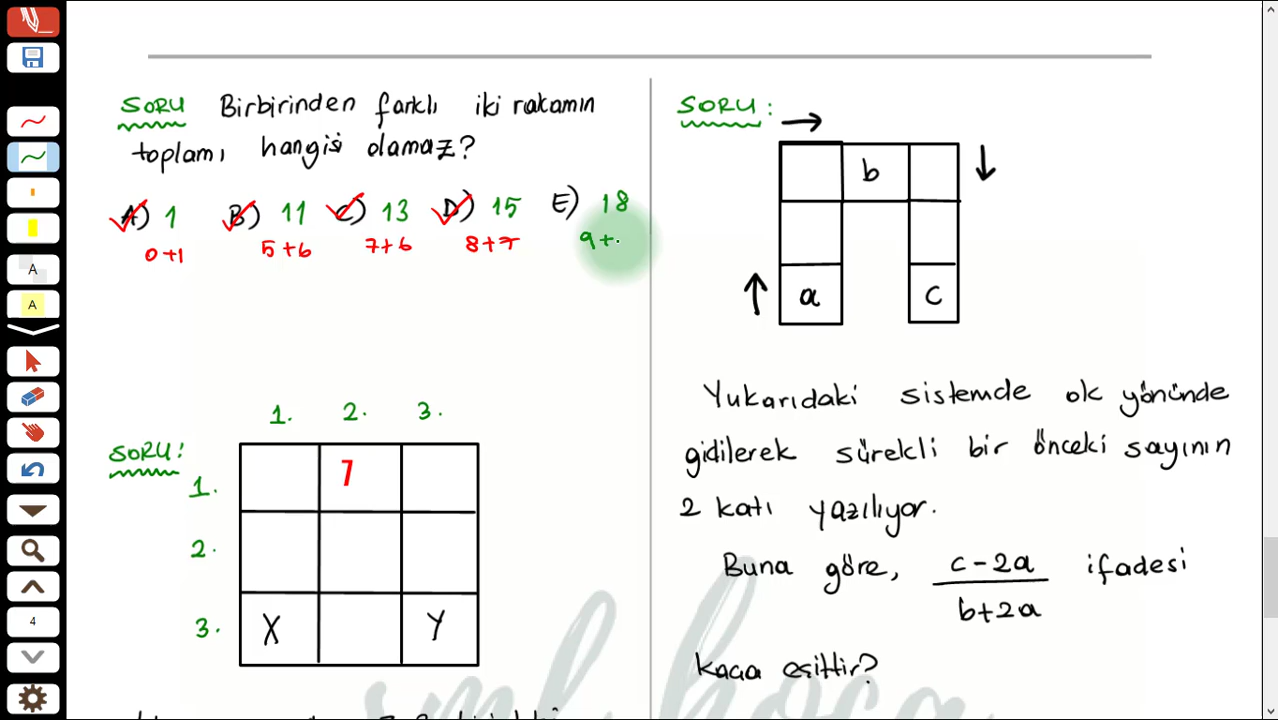 SORU Birbirinden farklı iki rakamın
toplamı hangisi olamaz?
A) 1 B) 11 C) 13 D) 15 E) 18
0+1 5+6 7+6 8+7 9+
1. 2. 3.
SORU:
1. 7
2.
3. X Y
SORU:
b
a c
Yukarıdaki sistemde ok yönünde
gidilerek sürekli bir önceki sayının
2 katı yazılıyor.
Buna göre, c-2a ifadesi
b+2a
kaça eşittir?
hoca
A
A
4